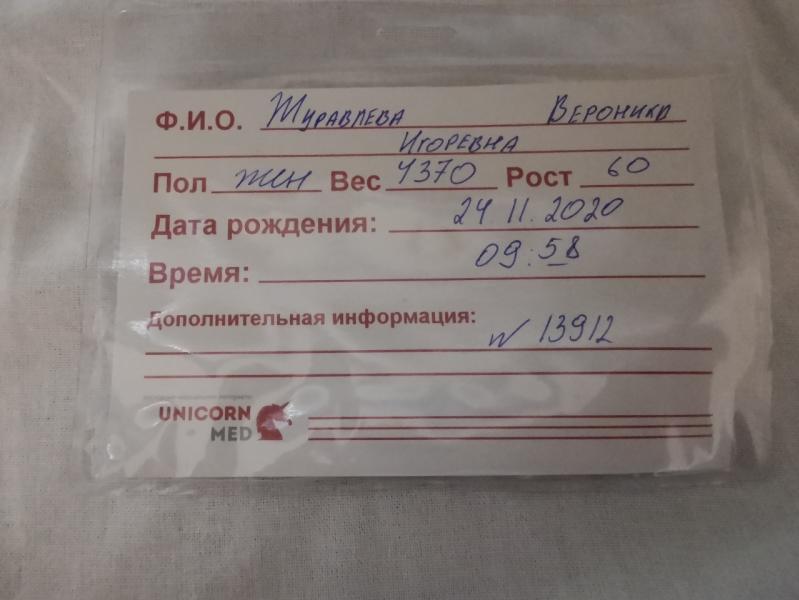 Ф.И.О. Журавлева Вероника
Игоревна
Пол жен Вес 4370 Рост 60
Дата рождения: 24.11.2020
Время: 09:58
Дополнительная информация:
N 13912
UNICORN
MED